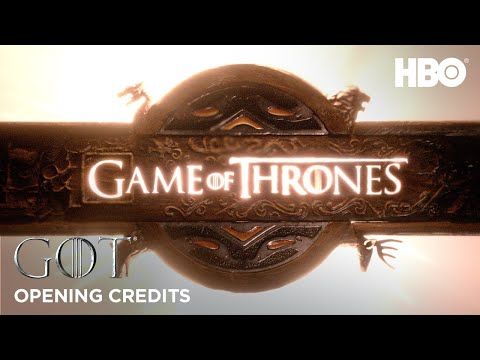 HBO®
GAME OF THRONES
GOT®
OPENING CREDITS